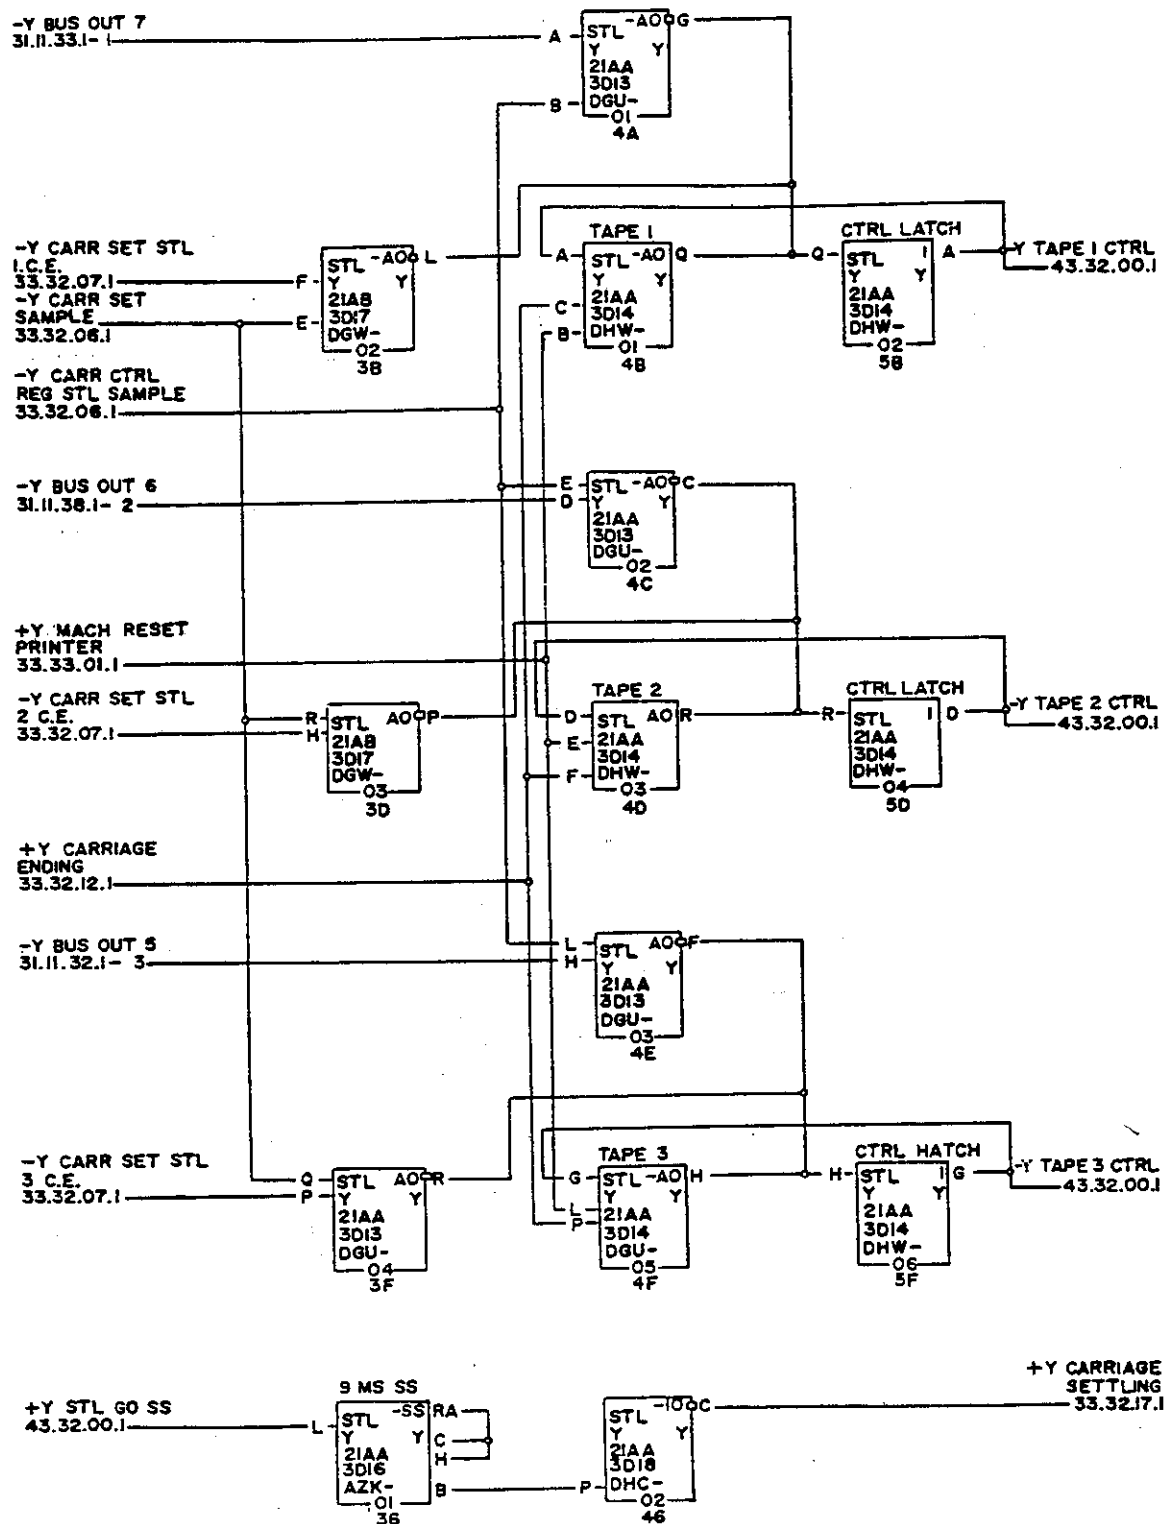 -Y BUS OUT 7
31.11.33.1- 1
A
STL -AO G
Y Y
21AA
3D13
B
DGU-
01
4A
-Y CARR SET STL
1.C.E.
33.32.07.1
-Y CARR SET
SAMPLE
33.32.06.1
F
E
STL -AO L
Y Y
21AB
3D17
DGW-
02
3B
TAPE 1
A
C
B
STL -AO Q
Y Y
21AA
3D14
DHW-
01
4B
CTRL LATCH
Q
STL I A
Y Y
21AA
3D14
DHW-
02
5B
-Y TAPE 1 CTRL
43.32.00.1
-Y CARR CTRL
REG STL SAMPLE
33.32.06.1
-Y BUS OUT 6
31.11.38.1- 2
E
D
STL -AO C
Y Y
21AA
3D13
DGU-
02
4C
+Y MACH RESET
PRINTER
33.33.01.1
-Y CARR SET STL
2 C.E.
33.32.07.1
R
H
STL AO P
21AB
3D17
DGW-
03
3D
TAPE 2
D
E
F
STL AO R
21AA
3D14
DHW-
03
4D
CTRL LATCH
R
STL I D
21AA
3D14
DHW-
04
5D
-Y TAPE 2 CTRL
43.32.00.1
+Y CARRIAGE
ENDING
33.32.12.1
-Y BUS OUT 5
31.11.32.1- 3
L
H
STL AO F
Y Y
21AA
3D13
DGU-
03
4E
-Y CARR SET STL
3 C.E.
33.32.07.1
Q
P
STL AO R
Y Y
21AA
3D13
DGU-
04
3F
TAPE 3
G
L
P
STL -AO H
Y Y
21AA
3D14
DGU-
05
4F
CTRL HATCH
H
STL I G
Y Y
21AA
3D14
DHW-
06
5F
-Y TAPE 3 CTRL
43.32.00.1
+Y STL GO SS
43.32.00.1
L
9 MS SS
STL -SS RA
Y Y C
21AA H
3D16
AZK- B
01
36
P
STL -IO C
Y Y
21AA
3D18
DHC-
02
46
+Y CARRIAGE
SETTLING
33.32.17.1